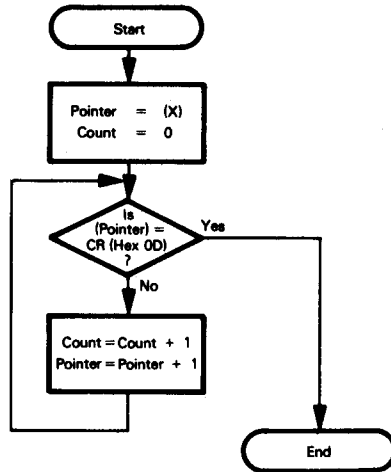 Start
Pointer = (X)
Count = 0
Is
(Pointer) =
CR (Hex 0D)
?
Yes
No
Count = Count + 1
Pointer = Pointer + 1
End